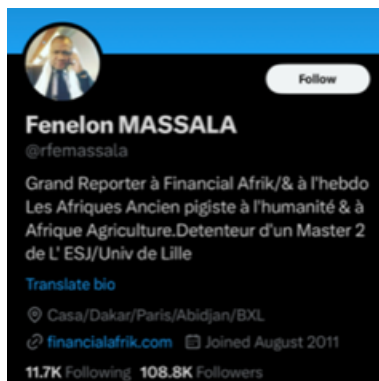 Follow
Fenelon MASSALA
@rfemassala
Grand Reporter à Financial Afrik/& à l'hebdo
Les Afriques Ancien pigiste à l'humanité & à
Afrique Agriculture.Detenteur d'un Master 2
de L' ESJ/Univ de Lille
Translate bio
Casa/Dakar/Paris/Abidjan/BXL
financialafrik.com Joined August 2011
11.7K Following 108.8K Followers